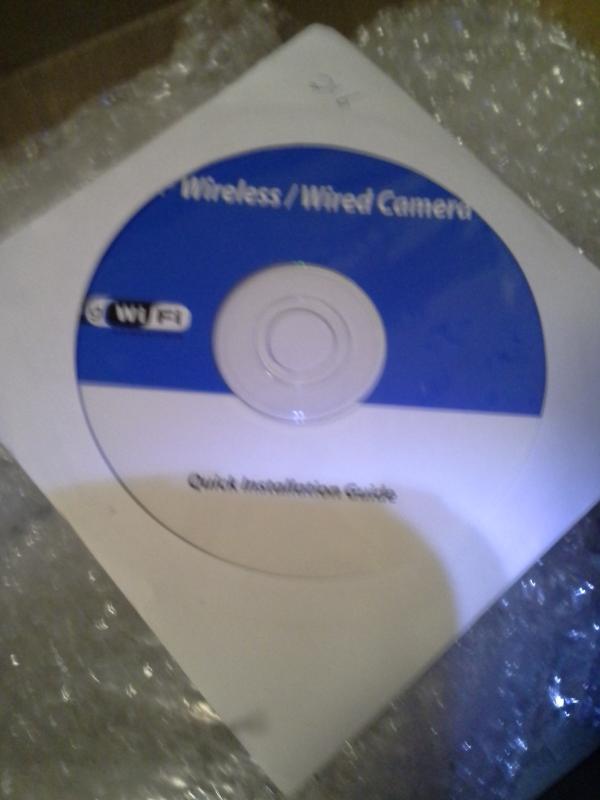 Wireless / Wired Camera
WiFi
Quick Installation Guide